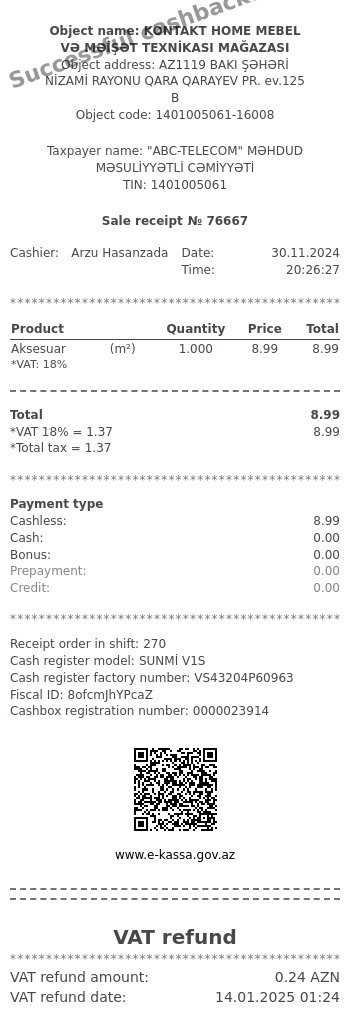 Successful cashback
Object name: KONTAKT HOME MEBEL
VƏ MƏİŞƏT TEXNİKASI MAĞAZASI
Object address: AZ1119 BAKI ŞƏHƏRİ
NİZAMİ RAYONU QARA QARAYEV PR. ev.125
B
Object code: 1401005061-16008
Taxpayer name: "ABC-TELECOM" MƏHDUD
MƏSULİYYƏTLİ CƏMİYYƏTİ
TIN: 1401005061
Sale receipt № 76667
Cashier: Arzu Hasanzada Date: 30.11.2024
Time: 20:26:27
********************************************
Product Quantity Price Total
Aksesuar (m²) 1.000 8.99 8.99
*VAT: 18%
Total 8.99
*VAT 18% = 1.37 8.99
*Total tax = 1.37
********************************************
Payment type
Cashless: 8.99
Cash: 0.00
Bonus: 0.00
Prepayment: 0.00
Credit: 0.00
********************************************
Receipt order in shift: 270
Cash register model: SUNMİ V1S
Cash register factory number: VS43204P60963
Fiscal ID: 8ofcmJhYPcaZ
Cashbox registration number: 0000023914
www.e-kassa.gov.az
VAT refund
********************************************
VAT refund amount: 0.24 AZN
VAT refund date: 14.01.2025 01:24